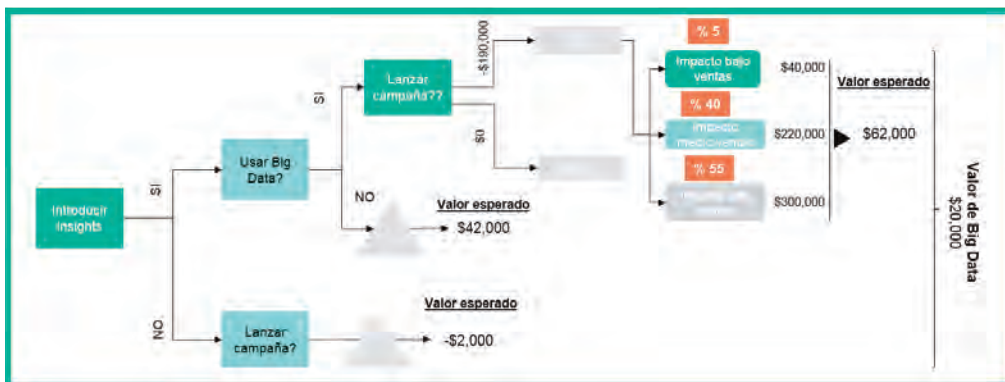 Introducir
insights
SI
NO
Usar Big
Data?
SI
NO
Lanzar
campaña??
-$190,000
$0
% 5
Impacto bajo
ventas
$40,000
% 40
Impacto
$220,000
% 55
$300,000
Valor esperado
$62,000
Valor esperado
$42,000
Lanzar
campaña?
Valor esperado
-$2,000
Valor de Big Data
$20,000